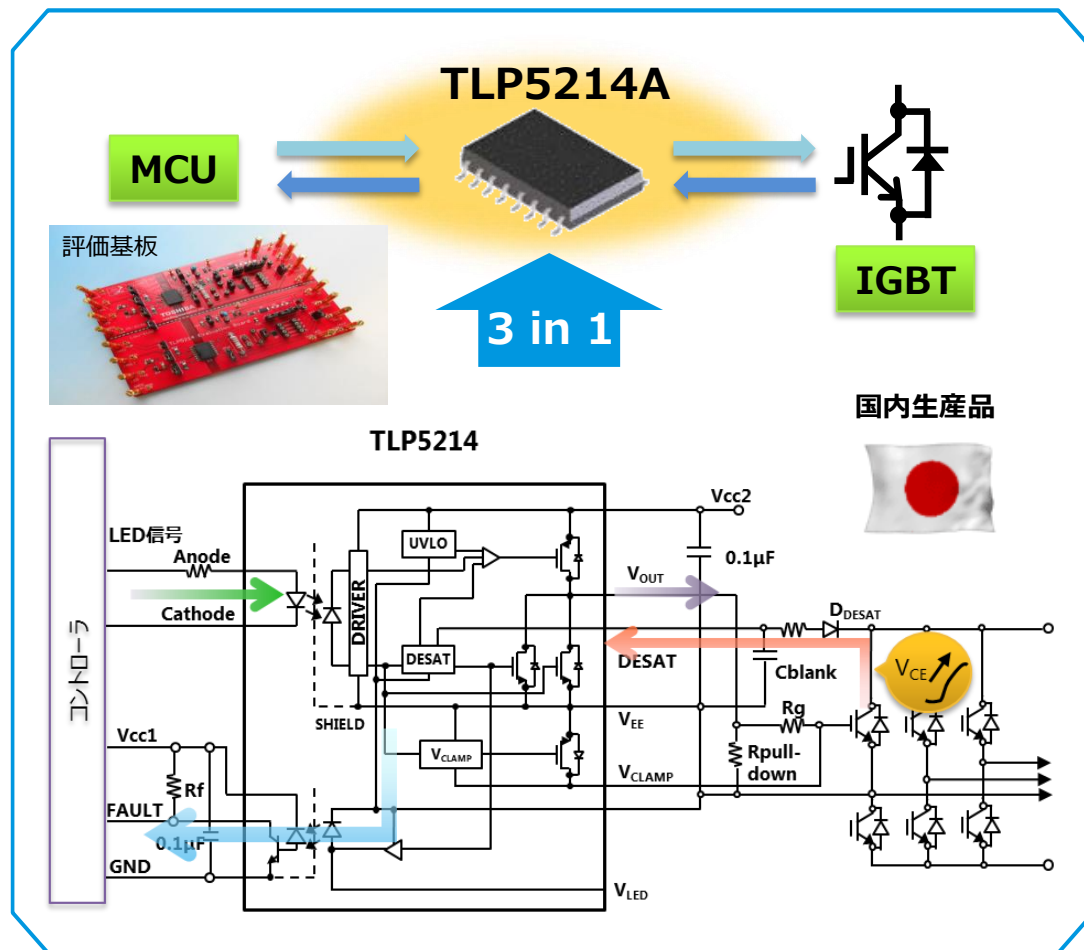 TLP5214A
MCU
評価基板
TOSHIBA
IGBT
3 in 1
国内生産品
TLP5214
コントローラ
LED信号
Anode
Cathode
DRIVER
UVLO
DESAT
SHIELD
Vcc2
0.1μF
VOUT
DDESAT
DESAT
Cblank
VCE
VEE
Rg
Rpull-
down
VCLAMP
VCLAMP
Vcc1
Rf
FAULT
0.1μF
GND
VLED